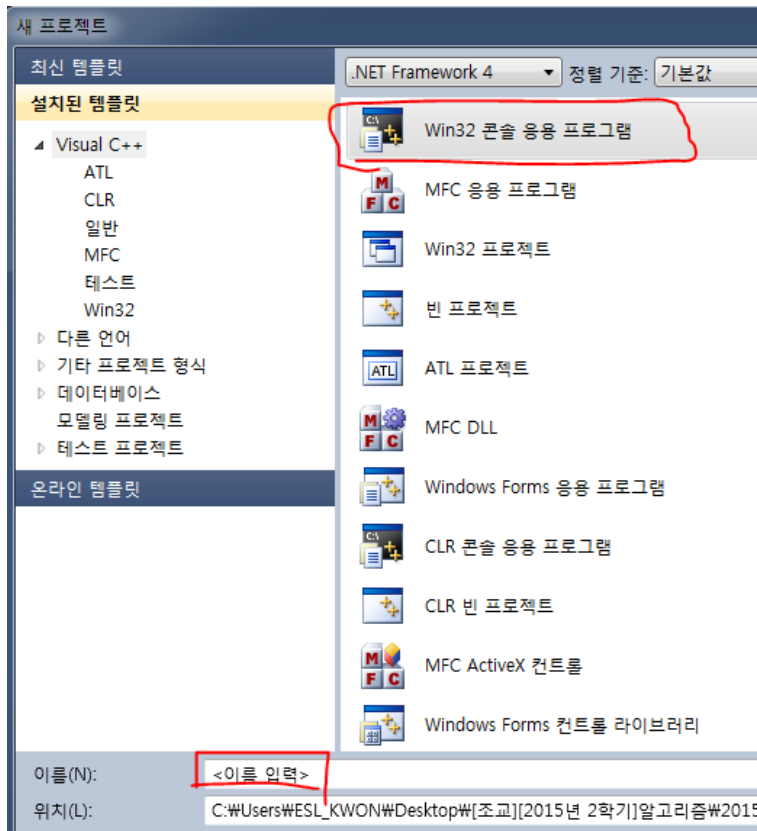 새 프로젝트
최신 템플릿
설치된 템플릿
Visual C++
ATL
CLR
일반
MFC
테스트
Win32
다른 언어
기타 프로젝트 형식
데이터베이스
모델링 프로젝트
테스트 프로젝트
온라인 템플릿
.NET Framework 4 정렬 기준: 기본값
Win32 콘솔 응용 프로그램
MFC 응용 프로그램
Win32 프로젝트
빈 프로젝트
ATL 프로젝트
MFC DLL
Windows Forms 응용 프로그램
CLR 콘솔 응용 프로그램
CLR 빈 프로젝트
MFC ActiveX 컨트롤
Windows Forms 컨트롤 라이브러리
이름(N): <이름 입력>
위치(L): C:₩Users₩ESL_KWON₩Desktop₩[조교][2015년 2학기]알고리즘₩2015